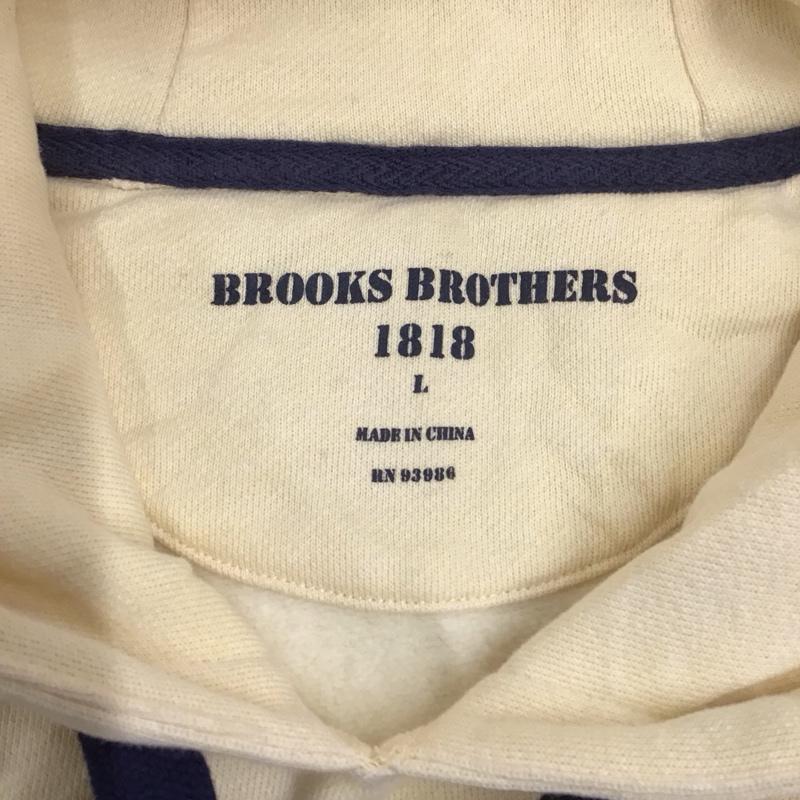 BROOKS BROTHERS
1818
L
MADE IN CHINA
RN 93986